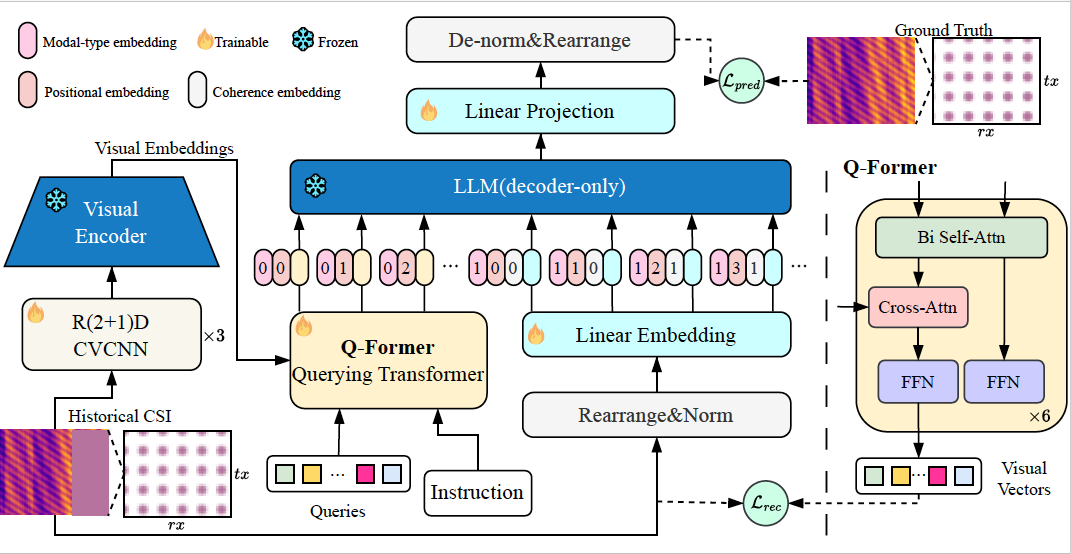 Modal-type embedding
Trainable
Frozen
Positional embedding
Coherence embedding
De-norm&Rearrange
Linear Projection
LLM(decoder-only)
ℒpred
Ground Truth
tx
rx
Visual Embeddings
Visual
Encoder
R(2+1)D
CVCNN
×3
Historical CSI
tx
rx
0 0
0 1
0 2
...
1 0 0
1 1 0
1 2 1
1 3 1
...
Q-Former
Querying Transformer
Linear Embedding
Rearrange&Norm
...
Queries
Instruction
ℒrec
Q-Former
Bi Self-Attn
Cross-Attn
FFN
FFN
×6
...
Visual
Vectors